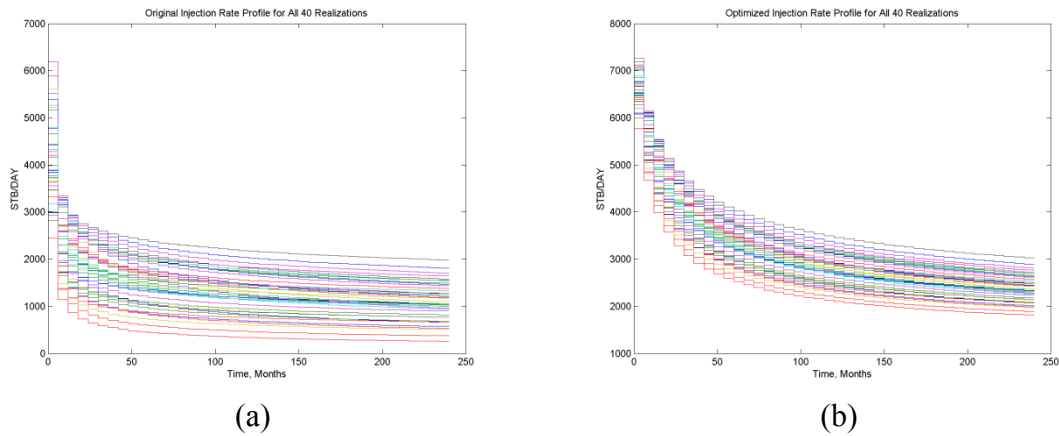 Original Injection Rate Profile for All 40 Realizations
7000
6000
5000
4000
3000
2000
1000
0
STB/DAY
0 50 100 150 200 250
Time, Months
(a)
Optimized Injection Rate Profile for All 40 Realizations
8000
7000
6000
5000
4000
3000
2000
1000
STB/DAY
0 50 100 150 200 250
Time, Months
(b)